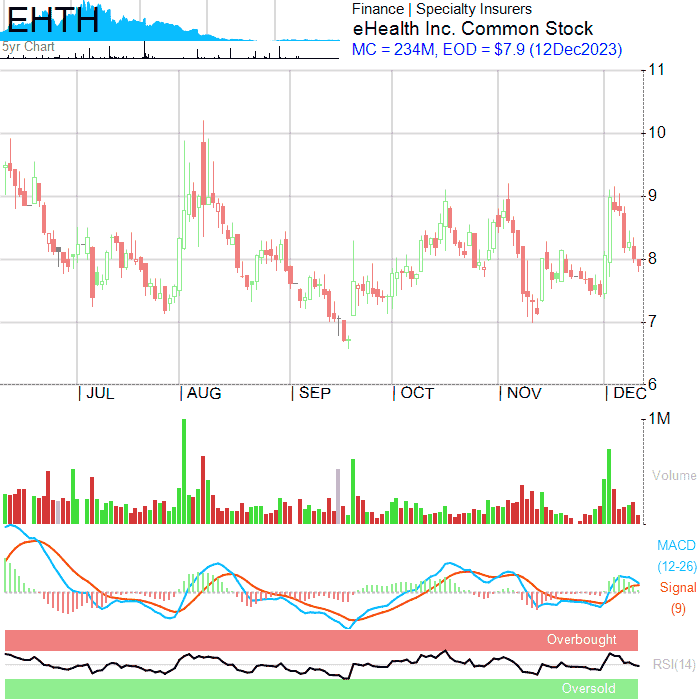 EHTH
5yr Chart
Finance | Specialty Insurers
eHealth Inc. Common Stock
MC = 234M, EOD = $7.9 (12Dec2023)
11
10
9
8
7
6
JUL AUG SEP OCT NOV DEC
1M
Volume
MACD
(12-26)
Signal
(9)
Overbought
RSI(14)
Oversold